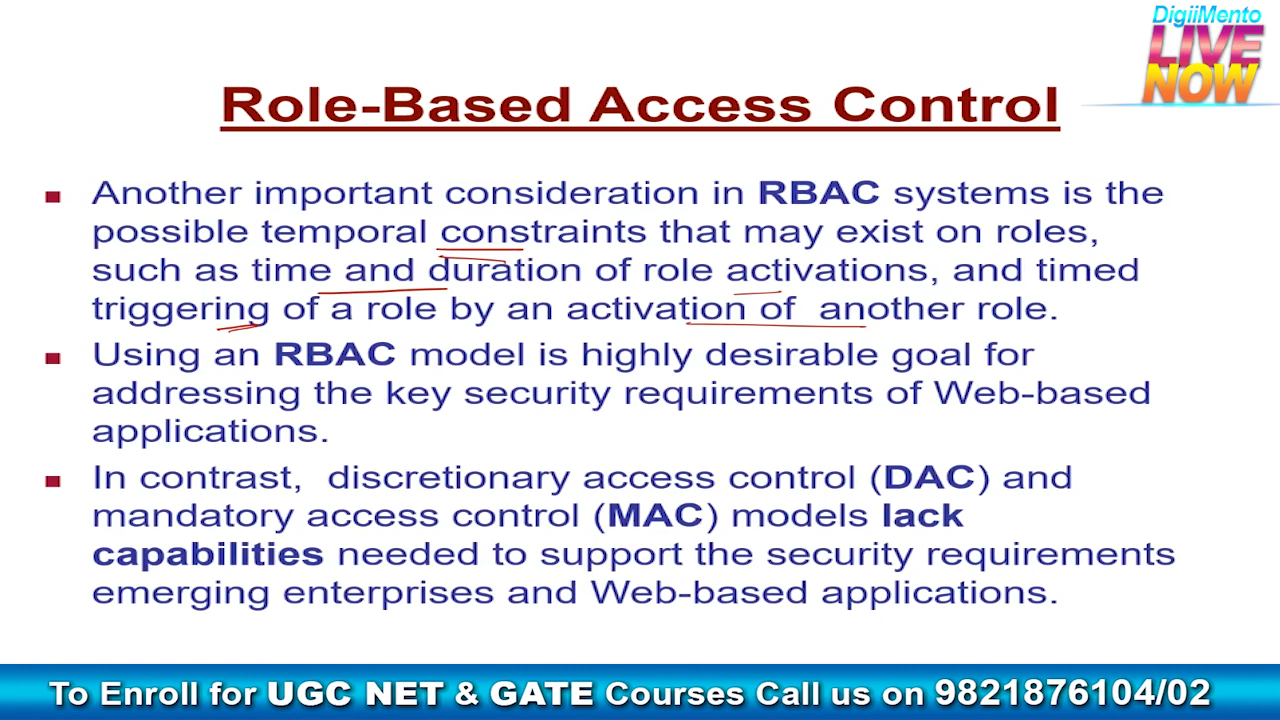 DigiiMento
LIVE
NOW
Role-Based Access Control
Another important consideration in RBAC systems is the
possible temporal constraints that may exist on roles,
such as time and duration of role activations, and timed
triggering of a role by an activation of another role.
Using an RBAC model is highly desirable goal for
addressing the key security requirements of Web-based
applications.
In contrast, discretionary access control (DAC) and
mandatory access control (MAC) models lack
capabilities needed to support the security requirements
emerging enterprises and Web-based applications.
To Enroll for UGC NET & GATE Courses Call us on 9821876104/02